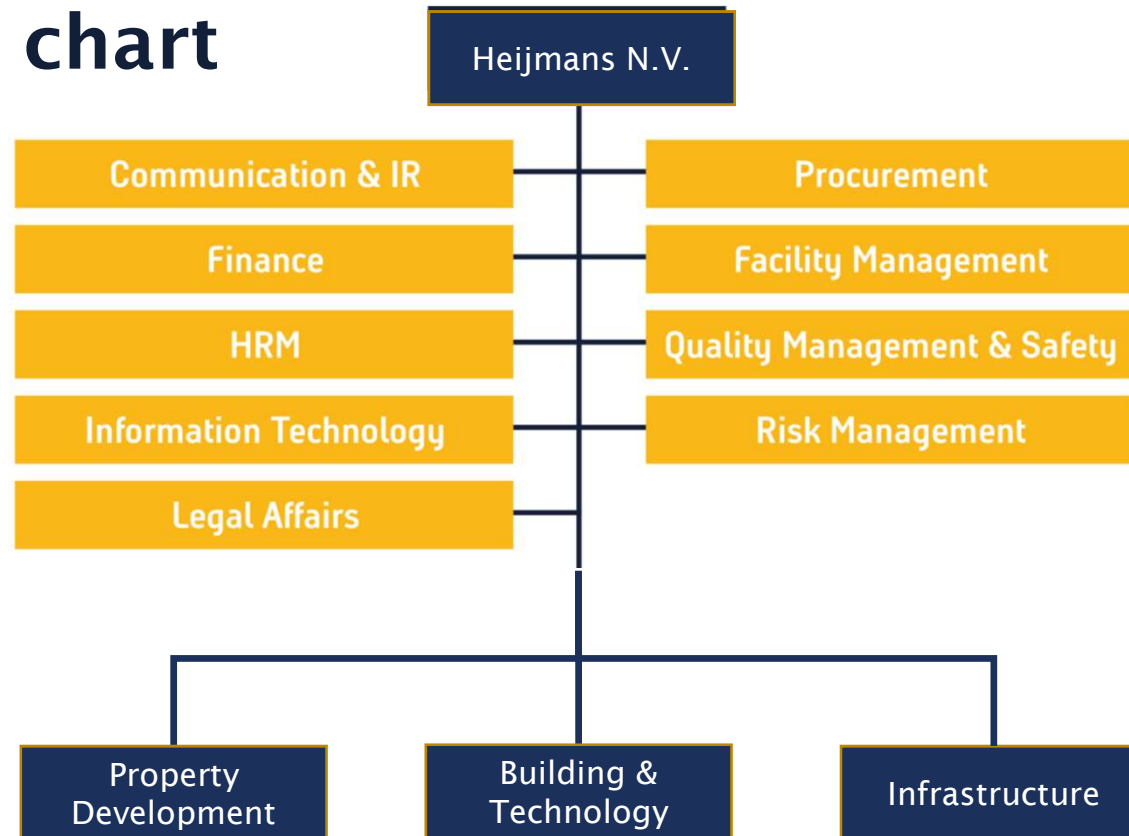 chart
Heijmans N.V.
Communication & IR
Procurement
Finance
Facility Management
HRM
Quality Management & Safety
Information Technology
Risk Management
Legal Affairs
Property
Development
Building &
Technology
Infrastructure